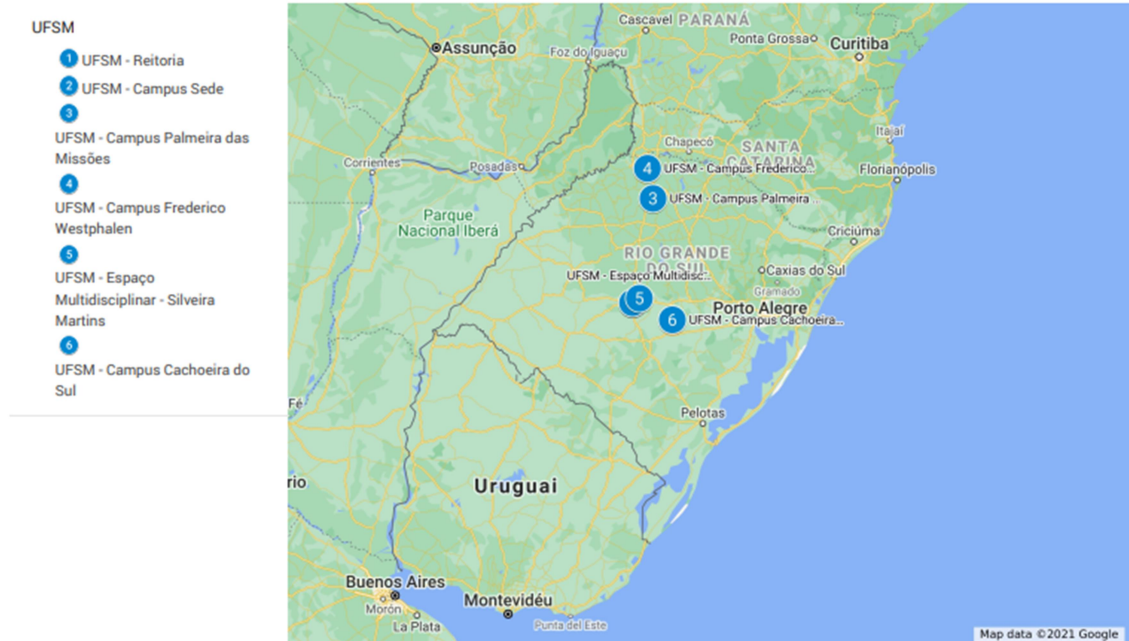 UFSM
1 UFSM - Reitoria
2 UFSM - Campus Sede
3
UFSM - Campus Palmeira das
Missões
4
UFSM - Campus Frederico
Westphalen
5
UFSM - Espaço
Multidisciplinar - Silveira
Martins
6
UFSM - Campus Cachoeira do
Sul
Cascavel
PARANÁ
Ponta Grossa
Curitiba
Assunção
Foz do Iguaçu
Itajaí
Chapecó
SANTA
CATARINA
Corrientes
Posadas
4 UFSM - Campus Frederico...
Florianópolis
3 UFSM - Campus Palmeira ...
Parque
Nacional Iberá
Criciúma
RIO GRANDE
DO SUL
UFSM - Espaço Multidisc...
Caxias do Sul
Gramado
5
Porto Alegre
6 UFSM - Campus Cachoeira...
Fé
Pelotas
rio
Uruguai
Buenos Aires
Morón
Montevidéu
La Plata
Punta del Este
Map data ©2021 Google